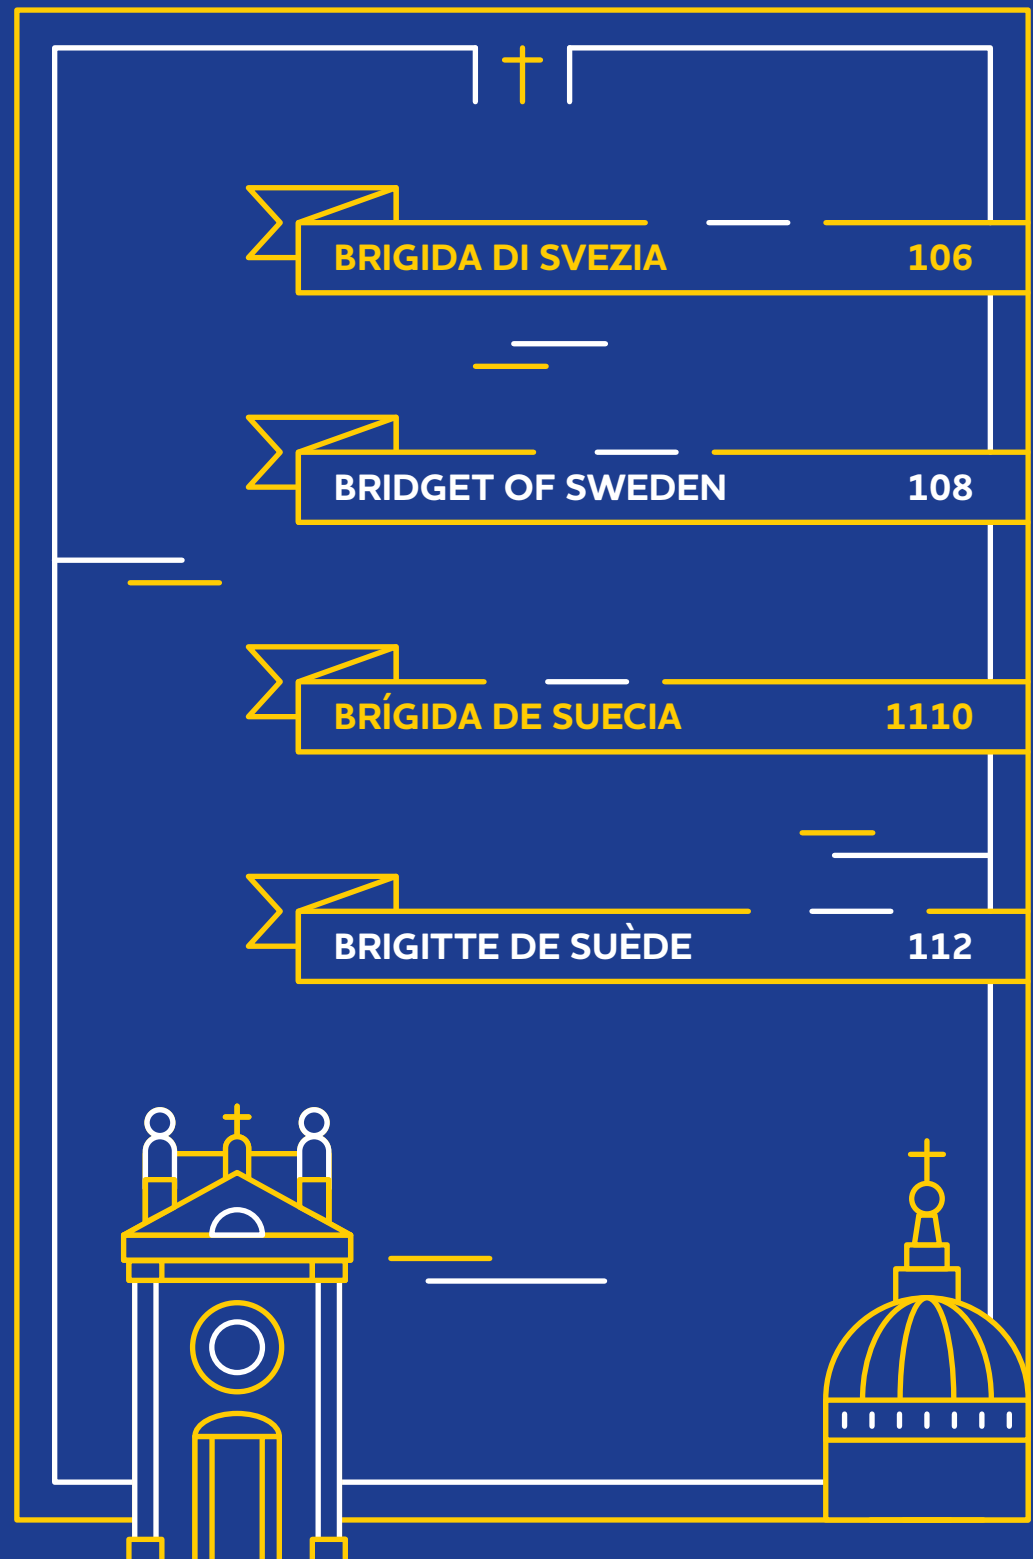 BRIGIDA DI SVEZIA 106
BRIDGET OF SWEDEN 108
BRÍGIDA DE SUECIA 1110
BRIGITTE DE SUÈDE 112